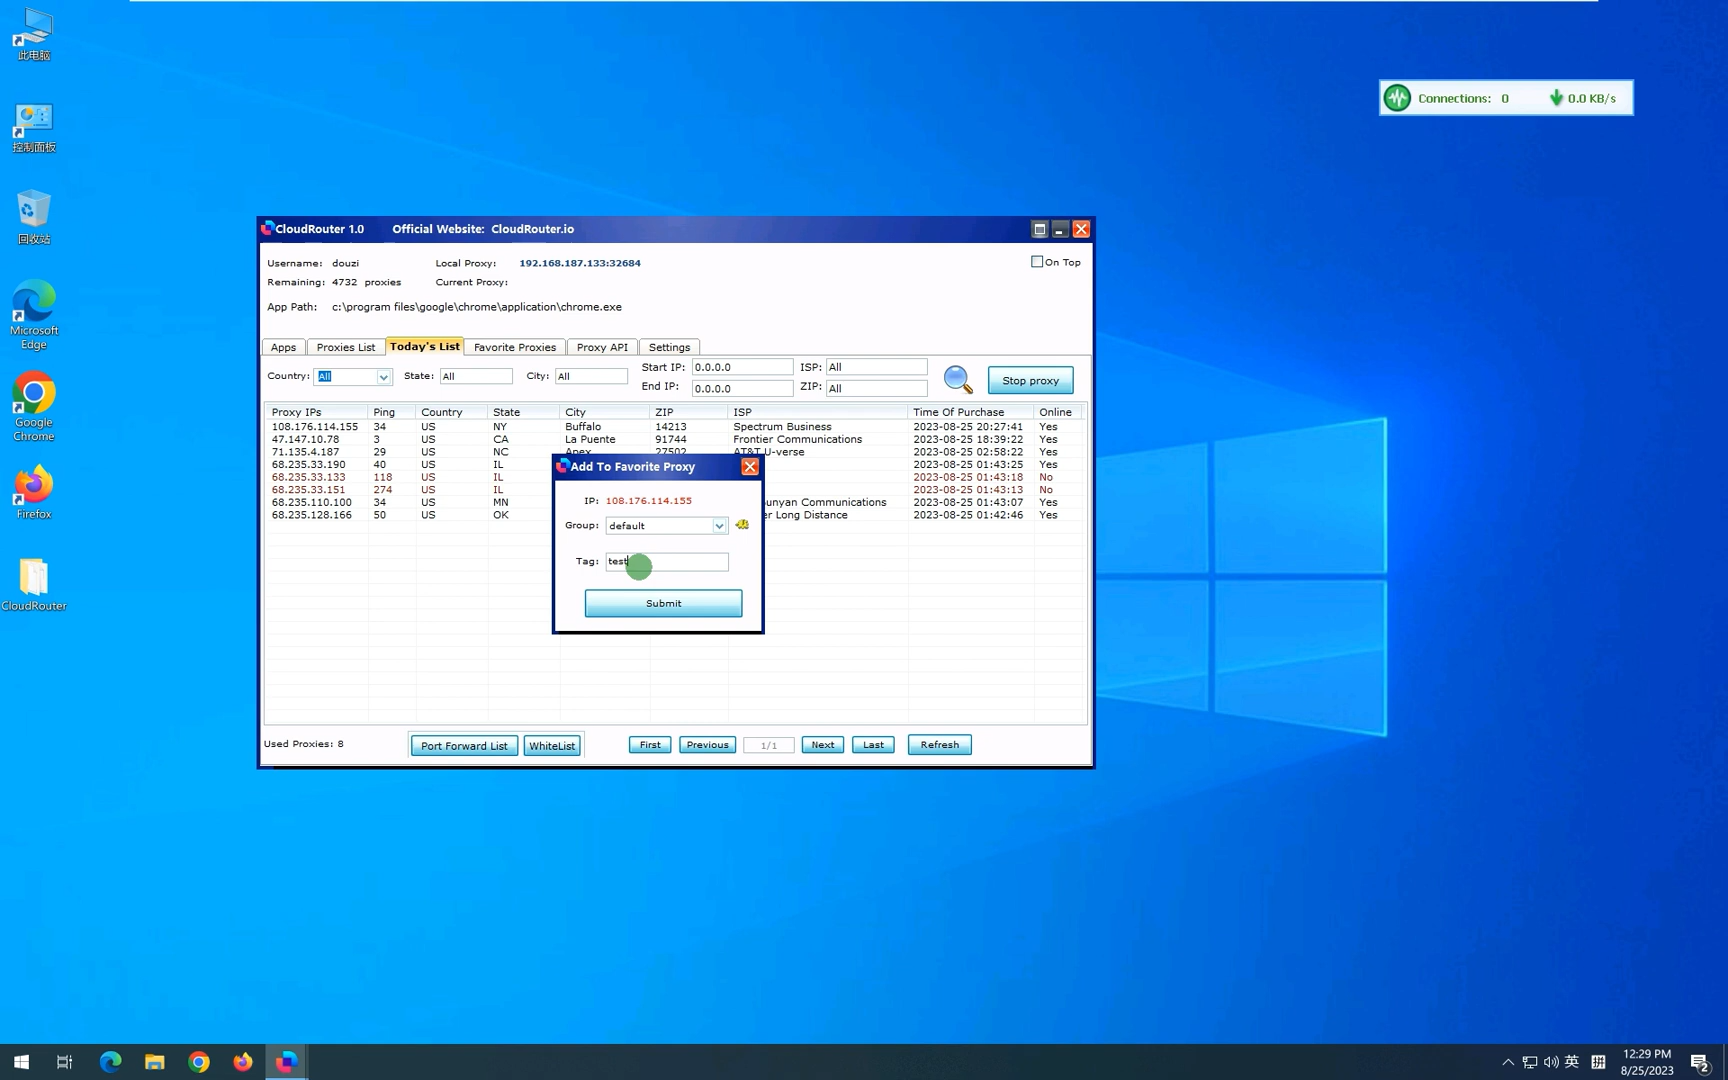 此电脑
控制面板
回收站
Microsoft
Edge
Google
Chrome
Firefox
CloudRouter
Connections: 0 0.0 KB/s
CloudRouter 1.0 Official Website: CloudRouter.io
Username: douzi Local Proxy: 192.168.187.133:32684 On Top
Remaining: 4732 proxies Current Proxy:
App Path: c:\program files\google\chrome\application\chrome.exe
Apps Proxies List Today's List Favorite Proxies Proxy API Settings
Country: All State: All City: All Start IP: 0.0.0.0 ISP: All
End IP: 0.0.0.0 ZIP: All
Stop proxy
Proxy IPs Ping Country State City ZIP ISP Time Of Purchase Online
108.176.114.155 34 US NY Buffalo 14213 Spectrum Business 2023-08-25 20:27:41 Yes
47.147.10.78 3 US CA La Puente 91744 Frontier Communications 2023-08-25 18:39:22 Yes
71.135.4.187 29 US NC Apex 27502 AT&T U-verse 2023-08-25 02:58:22 Yes
68.235.33.190 40 US IL 2023-08-25 01:43:25 Yes
68.235.33.133 118 US IL 2023-08-25 01:43:18 No
68.235.33.151 274 US IL 2023-08-25 01:43:13 No
68.235.110.100 34 US MN unyan Communications 2023-08-25 01:43:07 Yes
68.235.128.166 50 US OK er Long Distance 2023-08-25 01:42:46 Yes
Add To Favorite Proxy
IP: 108.176.114.155
Group: default
Tag: test
Submit
Used Proxies: 8 Port Forward List WhiteList First Previous 1/1 Next Last Refresh
英 拼 12:29 PM
8/25/2023 2